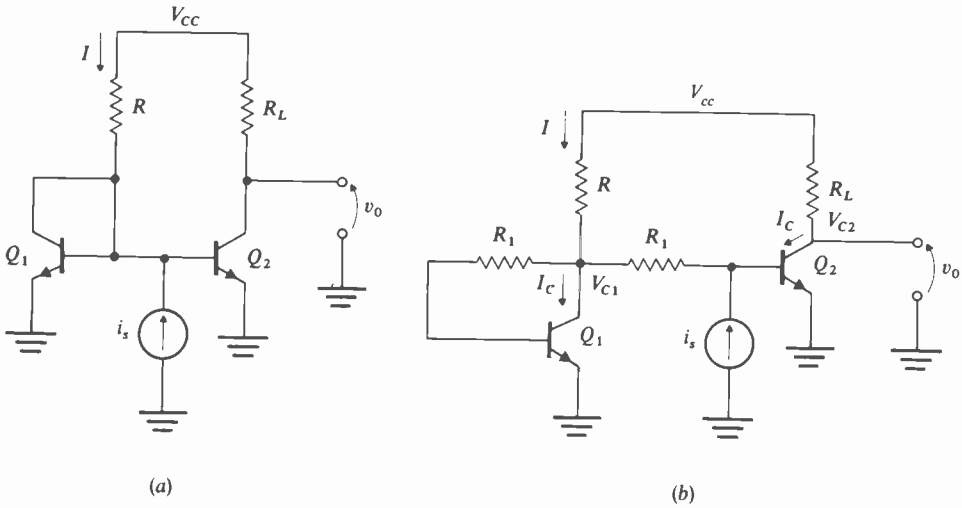 V_CC
I
R
R_L
v_0
Q_1
Q_2
i_s
(a)
V_cc
I
R
R_L
R_1
R_1
I_C
V_C2
I_C
V_C1
Q_2
v_0
Q_1
i_s
(b)